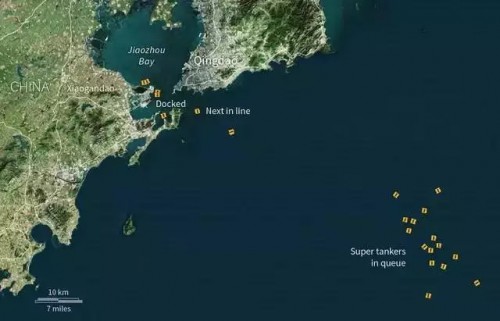 Jiaozhou
Bay
Qingdao
CHINA
Xiaogandao
Docked
Next in line
Super tankers
in queue
10 km
7 miles